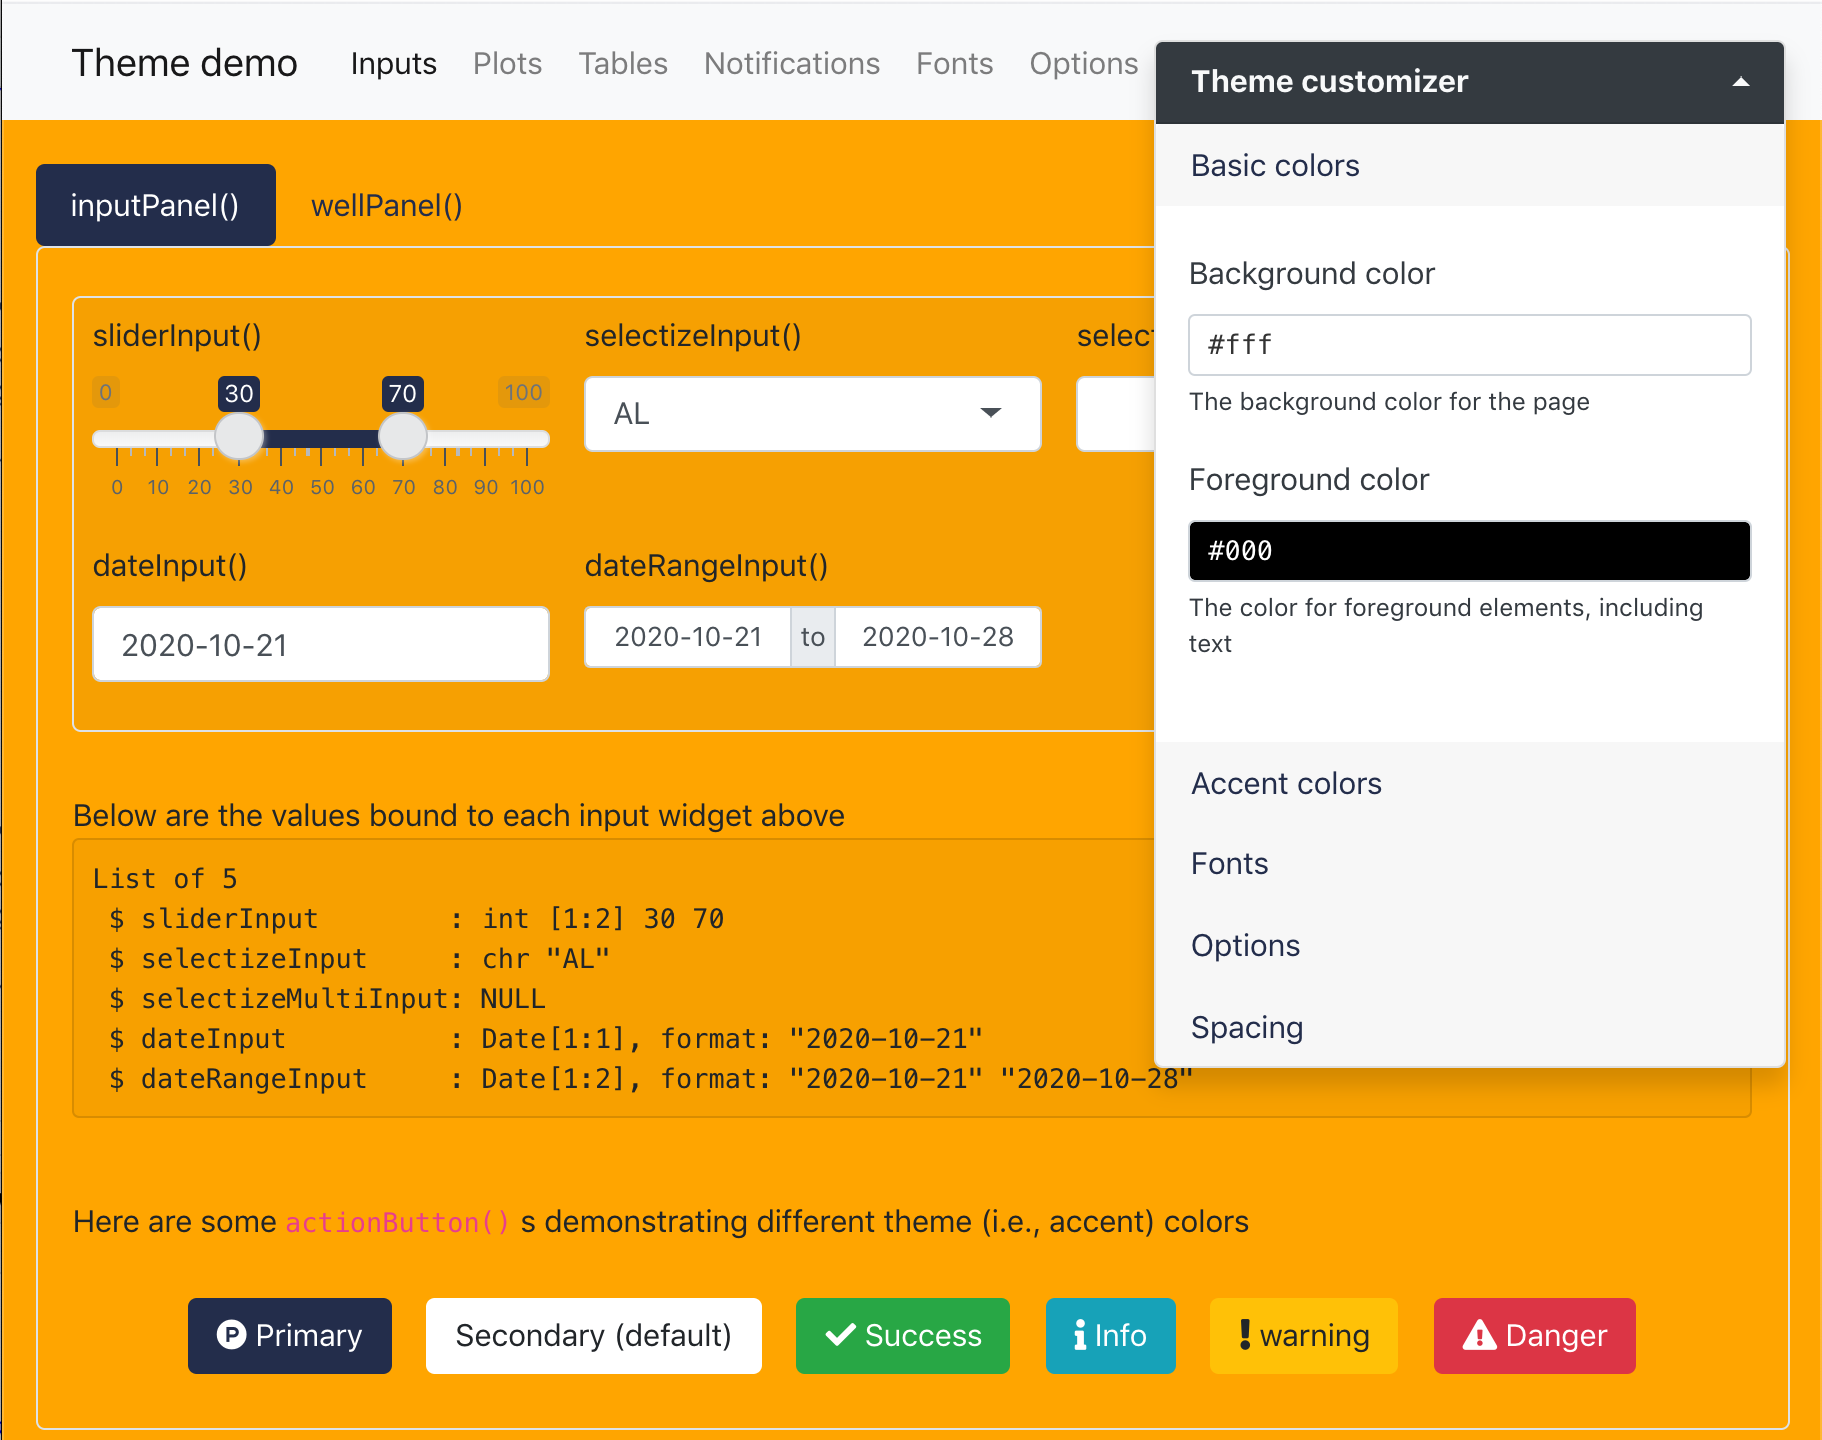 Theme demo Inputs Plots Tables Notifications Fonts Options
Theme customizer
Basic colors
Background color
#fff
The background color for the page
Foreground color
#000
The color for foreground elements, including
text
Accent colors
Fonts
Options
Spacing
inputPanel() wellPanel()
sliderInput()
0 30 70 100
0 10 20 30 40 50 60 70 80 90 100
selectizeInput()
AL
selec
dateInput()
2020-10-21
dateRangeInput()
2020-10-21 to 2020-10-28
Below are the values bound to each input widget above
List of 5
$ sliderInput : int [1:2] 30 70
$ selectizeInput : chr "AL"
$ selectizeMultiInput: NULL
$ dateInput : Date[1:1], format: "2020-10-21"
$ dateRangeInput : Date[1:2], format: "2020-10-21" "2020-10-28"
Here are some actionButton() s demonstrating different theme (i.e., accent) colors
Primary Secondary (default) Success Info warning Danger